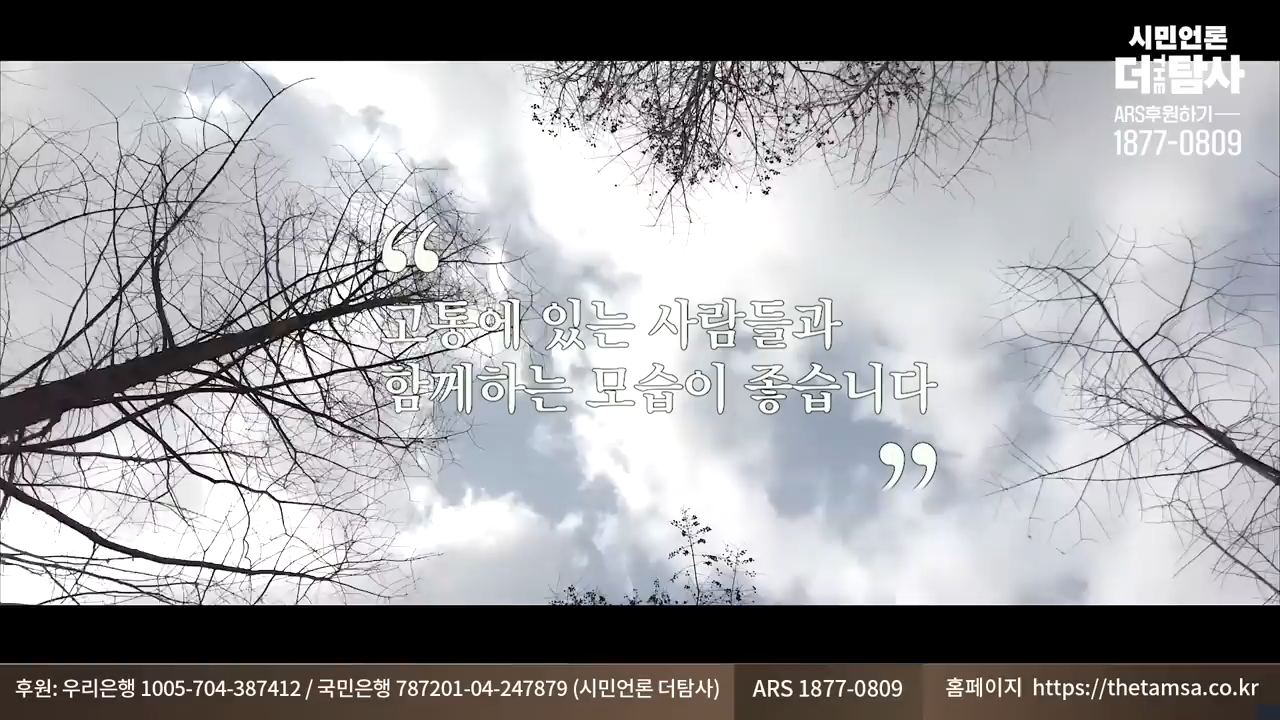 시민언론
더탐사
ARS후원하기
1877-0809
“
고통에 있는 사람들과
함께하는 모습이 좋습니다
”
후원: 우리은행 1005-704-387412 / 국민은행 787201-04-247879 (시민언론 더탐사)
ARS 1877-0809
홈페이지 https://thetamsa.co.kr